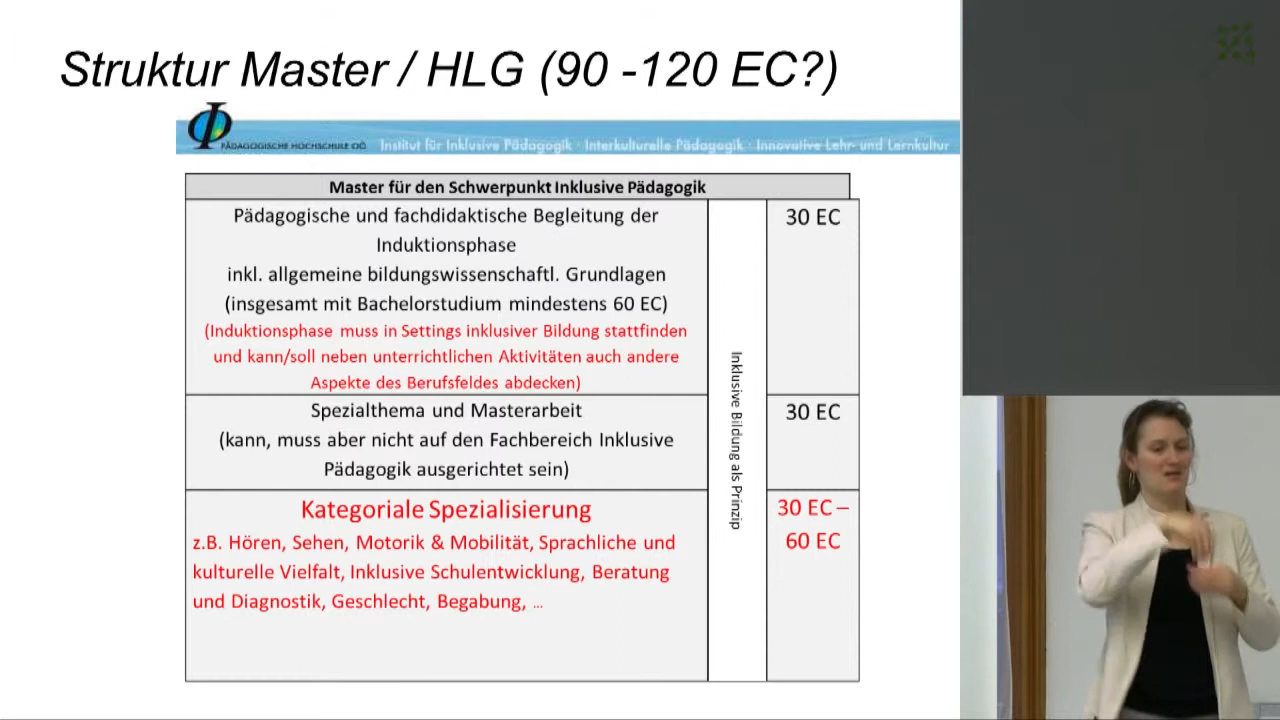 Struktur Master / HLG (90 -120 EC?)
PÄDAGOGISCHE HOCHSCHULE OÖ
Institut für Inklusive Pädagogik · Interkulturelle Pädagogik · Innovative Lehr- und Lernkultur
Master für den Schwerpunkt Inklusive Pädagogik
Pädagogische und fachdidaktische Begleitung der
Induktionsphase
inkl. allgemeine bildungswissenschaftl. Grundlagen
(insgesamt mit Bachelorstudium mindestens 60 EC)
(Induktionsphase muss in Settings inklusiver Bildung stattfinden
und kann/soll neben unterrichtlichen Aktivitäten auch andere
Aspekte des Berufsfeldes abdecken)
30 EC
Spezialthema und Masterarbeit
(kann, muss aber nicht auf den Fachbereich Inklusive
Pädagogik ausgerichtet sein)
30 EC
Kategoriale Spezialisierung
z.B. Hören, Sehen, Motorik & Mobilität, Sprachliche und
kulturelle Vielfalt, Inklusive Schulentwicklung, Beratung
und Diagnostik, Geschlecht, Begabung, ...
30 EC –
60 EC
Inklusive Bildung als Prinzip